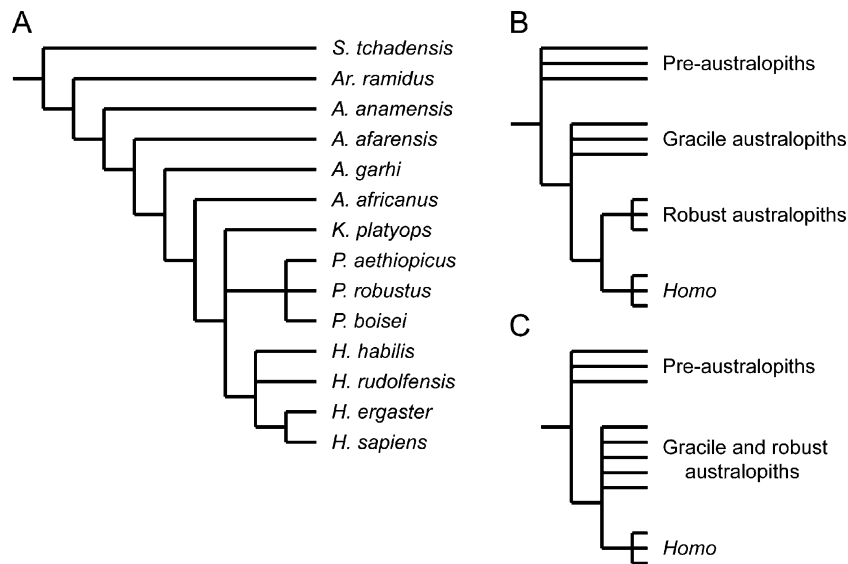 A
S. tchadensis
Ar. ramidus
A. anamensis
A. afarensis
A. garhi
A. africanus
K. platyops
P. aethiopicus
P. robustus
P. boisei
H. habilis
H. rudolfensis
H. ergaster
H. sapiens
B
Pre-australopiths
Gracile australopiths
Robust australopiths
Homo
C
Pre-australopiths
Gracile and robust
australopiths
Homo